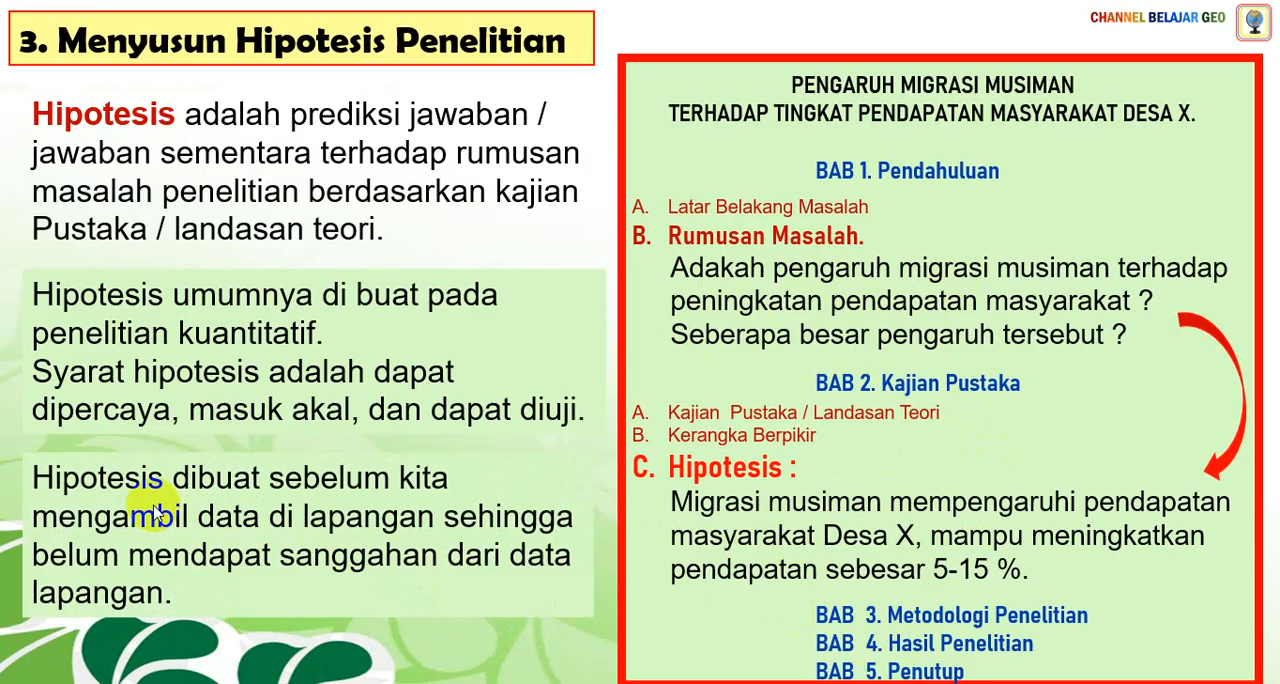 3. Menyusun Hipotesis Penelitian
Hipotesis adalah prediksi jawaban /
jawaban sementara terhadap rumusan
masalah penelitian berdasarkan kajian
Pustaka / landasan teori.
Hipotesis umumnya di buat pada
penelitian kuantitatif.
Syarat hipotesis adalah dapat
dipercaya, masuk akal, dan dapat diuji.
Hipotesis dibuat sebelum kita
mengambil data di lapangan sehingga
belum mendapat sanggahan dari data
lapangan.
CHANNEL BELAJAR GEO
PENGARUH MIGRASI MUSIMAN
TERHADAP TINGKAT PENDAPATAN MASYARAKAT DESA X.
BAB 1. Pendahuluan
A. Latar Belakang Masalah
B. Rumusan Masalah.
Adakah pengaruh migrasi musiman terhadap
peningkatan pendapatan masyarakat ?
Seberapa besar pengaruh tersebut ?
BAB 2. Kajian Pustaka
A. Kajian Pustaka / Landasan Teori
B. Kerangka Berpikir
C. Hipotesis :
Migrasi musiman mempengaruhi pendapatan
masyarakat Desa X, mampu meningkatkan
pendapatan sebesar 5-15 %.
BAB 3. Metodologi Penelitian
BAB 4. Hasil Penelitian
BAB 5. Penutup